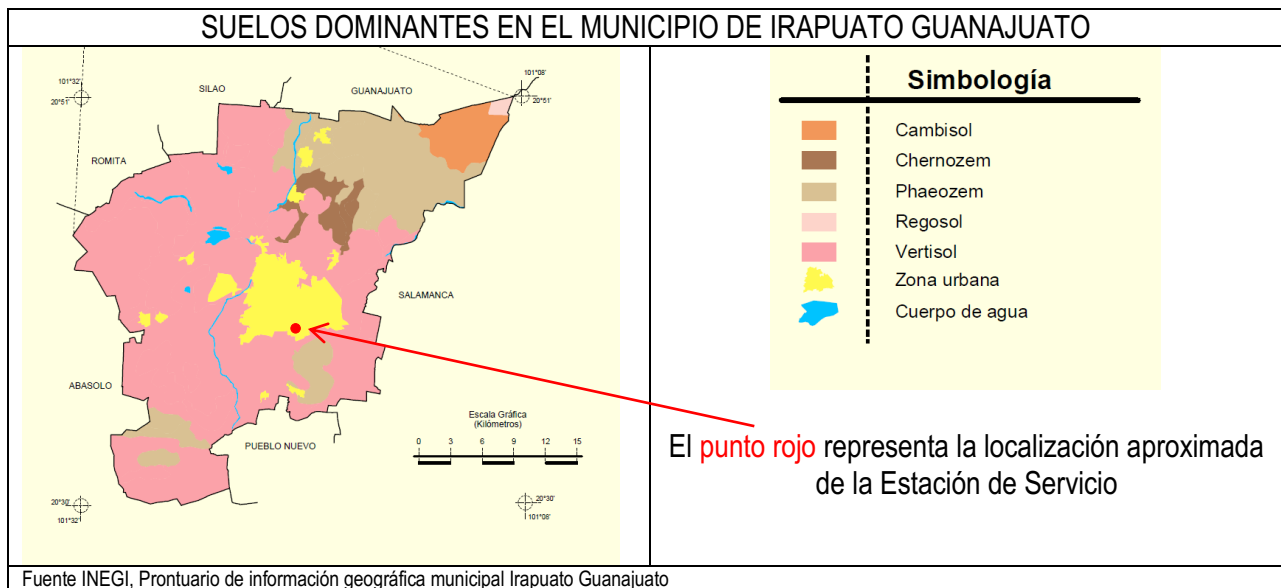 SUELOS DOMINANTES EN EL MUNICIPIO DE IRAPUATO GUANAJUATO
101°32'
20°51'
SILAO
GUANAJUATO
101°08'
20°51'
ROMITA
SALAMANCA
ABASOLO
PUEBLO NUEVO
Escala Gráfica
(Kilómetros)
0 3 6 9 12 15
20°30'
101°32'
20°30'
101°08'
Simbología
Cambisol
Chernozem
Phaeozem
Regosol
Vertisol
Zona urbana
Cuerpo de agua
El punto rojo representa la localización aproximada
de la Estación de Servicio
Fuente INEGI, Prontuario de información geográfica municipal Irapuato Guanajuato